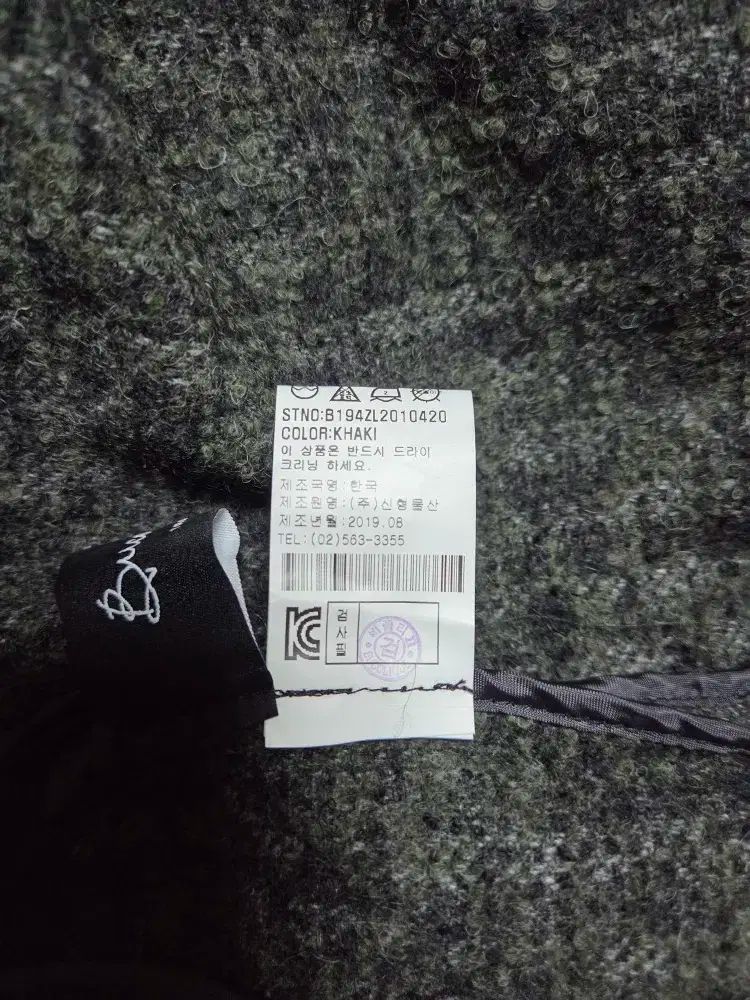 STNO:B194ZL2010420
COLOR:KHAKI
이 상품은 반드시 드라이
크리닝 하세요.
제조국명:한국
제조원명:(주)신형물산
제조년월:2019.08
TEL:(02)563-3355
KC
검
사
필
검